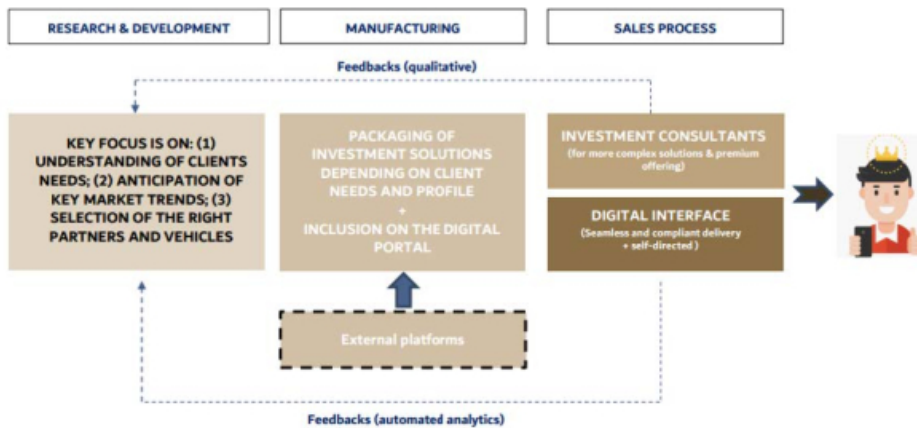 RESEARCH & DEVELOPMENT
MANUFACTURING
SALES PROCESS
Feedbacks (qualitative)
KEY FOCUS IS ON: (1)
UNDERSTANDING OF CLIENTS
NEEDS; (2) ANTICIPATION OF
KEY MARKET TRENDS; (3)
SELECTION OF THE RIGHT
PARTNERS AND VEHICLES
PACKAGING OF
INVESTMENT SOLUTIONS
DEPENDING ON CLIENT
NEEDS AND PROFILE
+
INCLUSION ON THE DIGITAL
PORTAL
INVESTMENT CONSULTANTS
(for more complex solutions & premium
offering)
DIGITAL INTERFACE
(Seamless and compliant delivery
+ self-directed)
External platforms
Feedbacks (automated analytics)